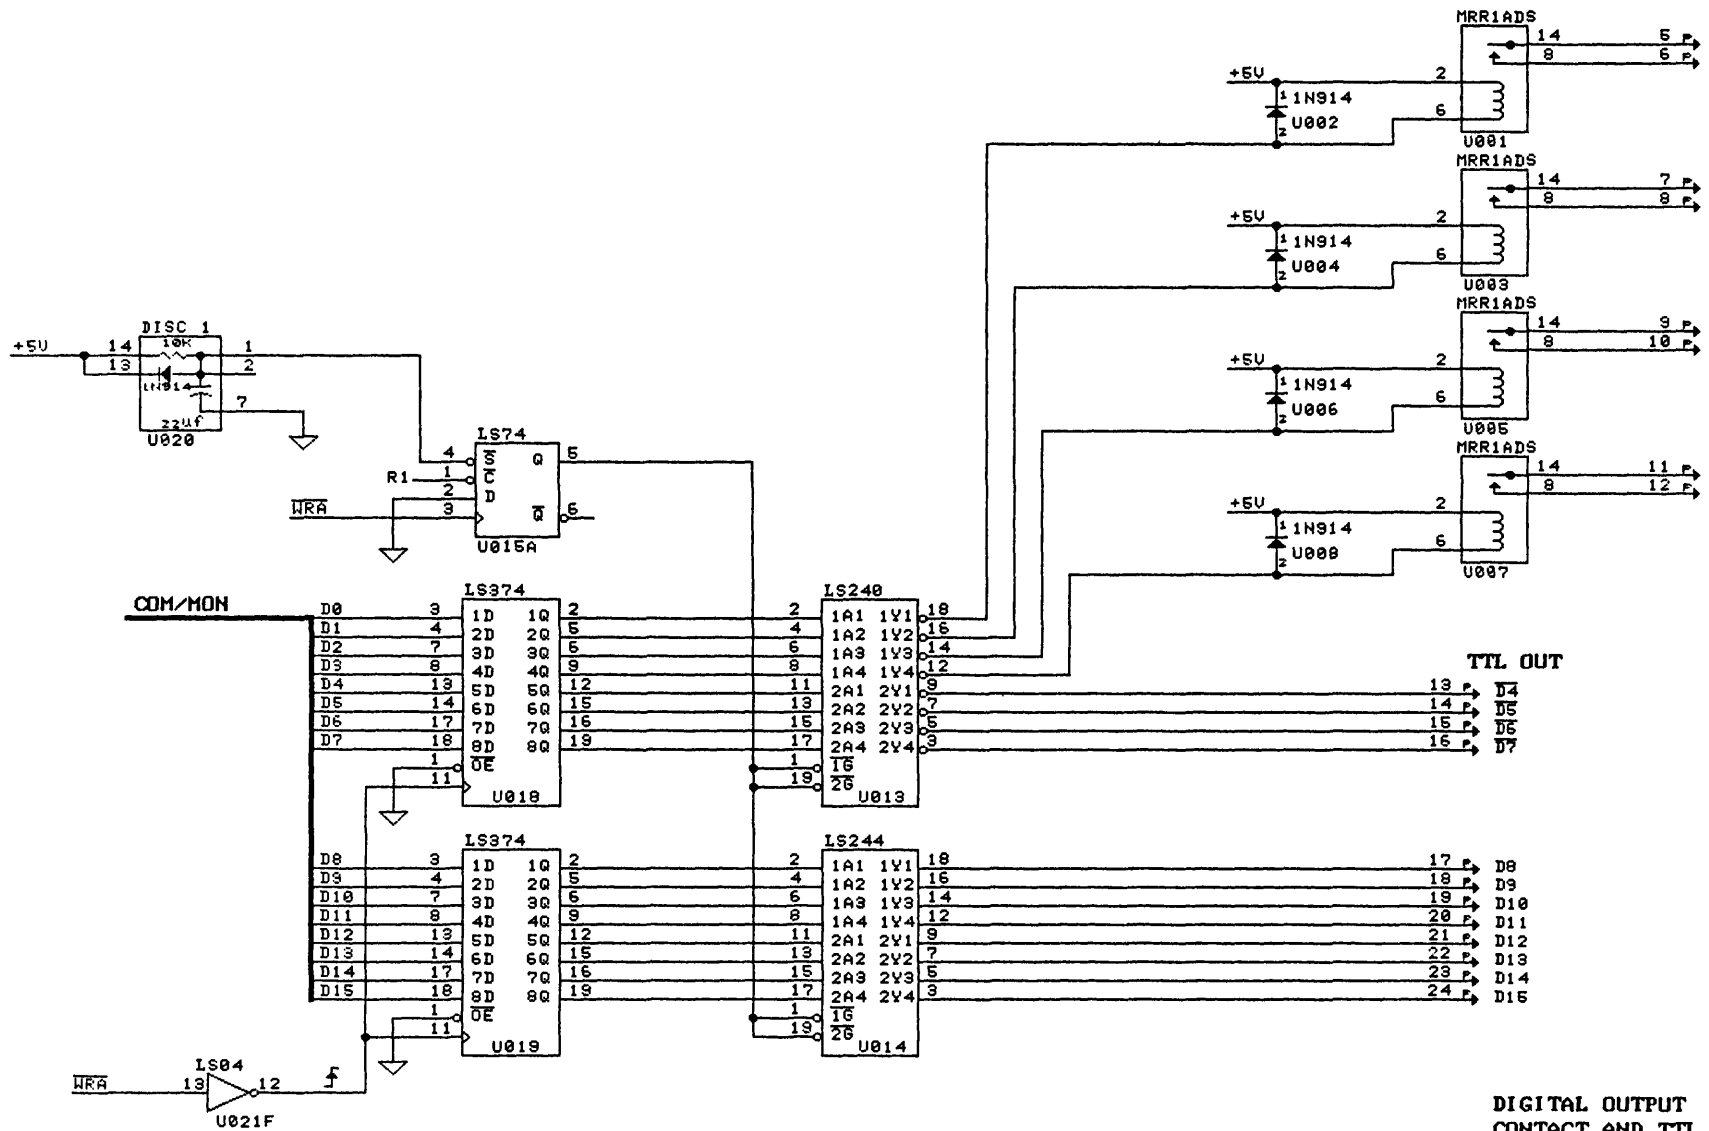 MRR1ADS
14 5 P
8 6 P
+5V 2
1 1N914
U002 6
2
U001
MRR1ADS
14 7 P
8 8 P
+5V 2
1 1N914
U004 6
2
U003
MRR1ADS
14 9 P
8 10 P
+5V 2
1 1N914
U006 6
2
U005
MRR1ADS
14 11 P
8 12 P
+5V 2
1 1N914
U008 6
2
U007
DISC 1
+5V 14 10K 1
13 1N914 2
7
22uf
U020
LS74
4 S Q 5
R1 1 C
2 D
WRA 3 Q 6
U015A
COM/MON
LS374 LS240
D0 3 1D 1Q 2 2 1A1 1Y1 18
D1 4 2D 2Q 5 4 1A2 1Y2 16
D2 7 3D 3Q 6 6 1A3 1Y3 14
D3 8 4D 4Q 9 8 1A4 1Y4 12
TTL OUT
D4 13 5D 5Q 12 11 2A1 2Y1 9 13 P D4
D5 14 6D 6Q 15 13 2A2 2Y2 7 14 P D5
D6 17 7D 7Q 16 15 2A3 2Y3 5 15 P D6
D7 18 8D 8Q 19 17 2A4 2Y4 3 16 P D7
1 OE 1 1G
11 19 2G
U018 U013
LS374 LS244
D8 3 1D 1Q 2 2 1A1 1Y1 18 17 P D8
D9 4 2D 2Q 5 4 1A2 1Y2 16 18 P D9
D10 7 3D 3Q 6 6 1A3 1Y3 14 19 P D10
D11 8 4D 4Q 9 8 1A4 1Y4 12 20 P D11
D12 13 5D 5Q 12 11 2A1 2Y1 9 21 P D12
D13 14 6D 6Q 15 13 2A2 2Y2 7 22 P D13
D14 17 7D 7Q 16 15 2A3 2Y3 5 23 P D14
D15 18 8D 8Q 19 17 2A4 2Y4 3 24 P D15
1 OE 1 1G
11 19 2G
U019 U014
LS04
WRA 13 12
U021F
DIGITAL OUTPUT
CONTACT AND TTL